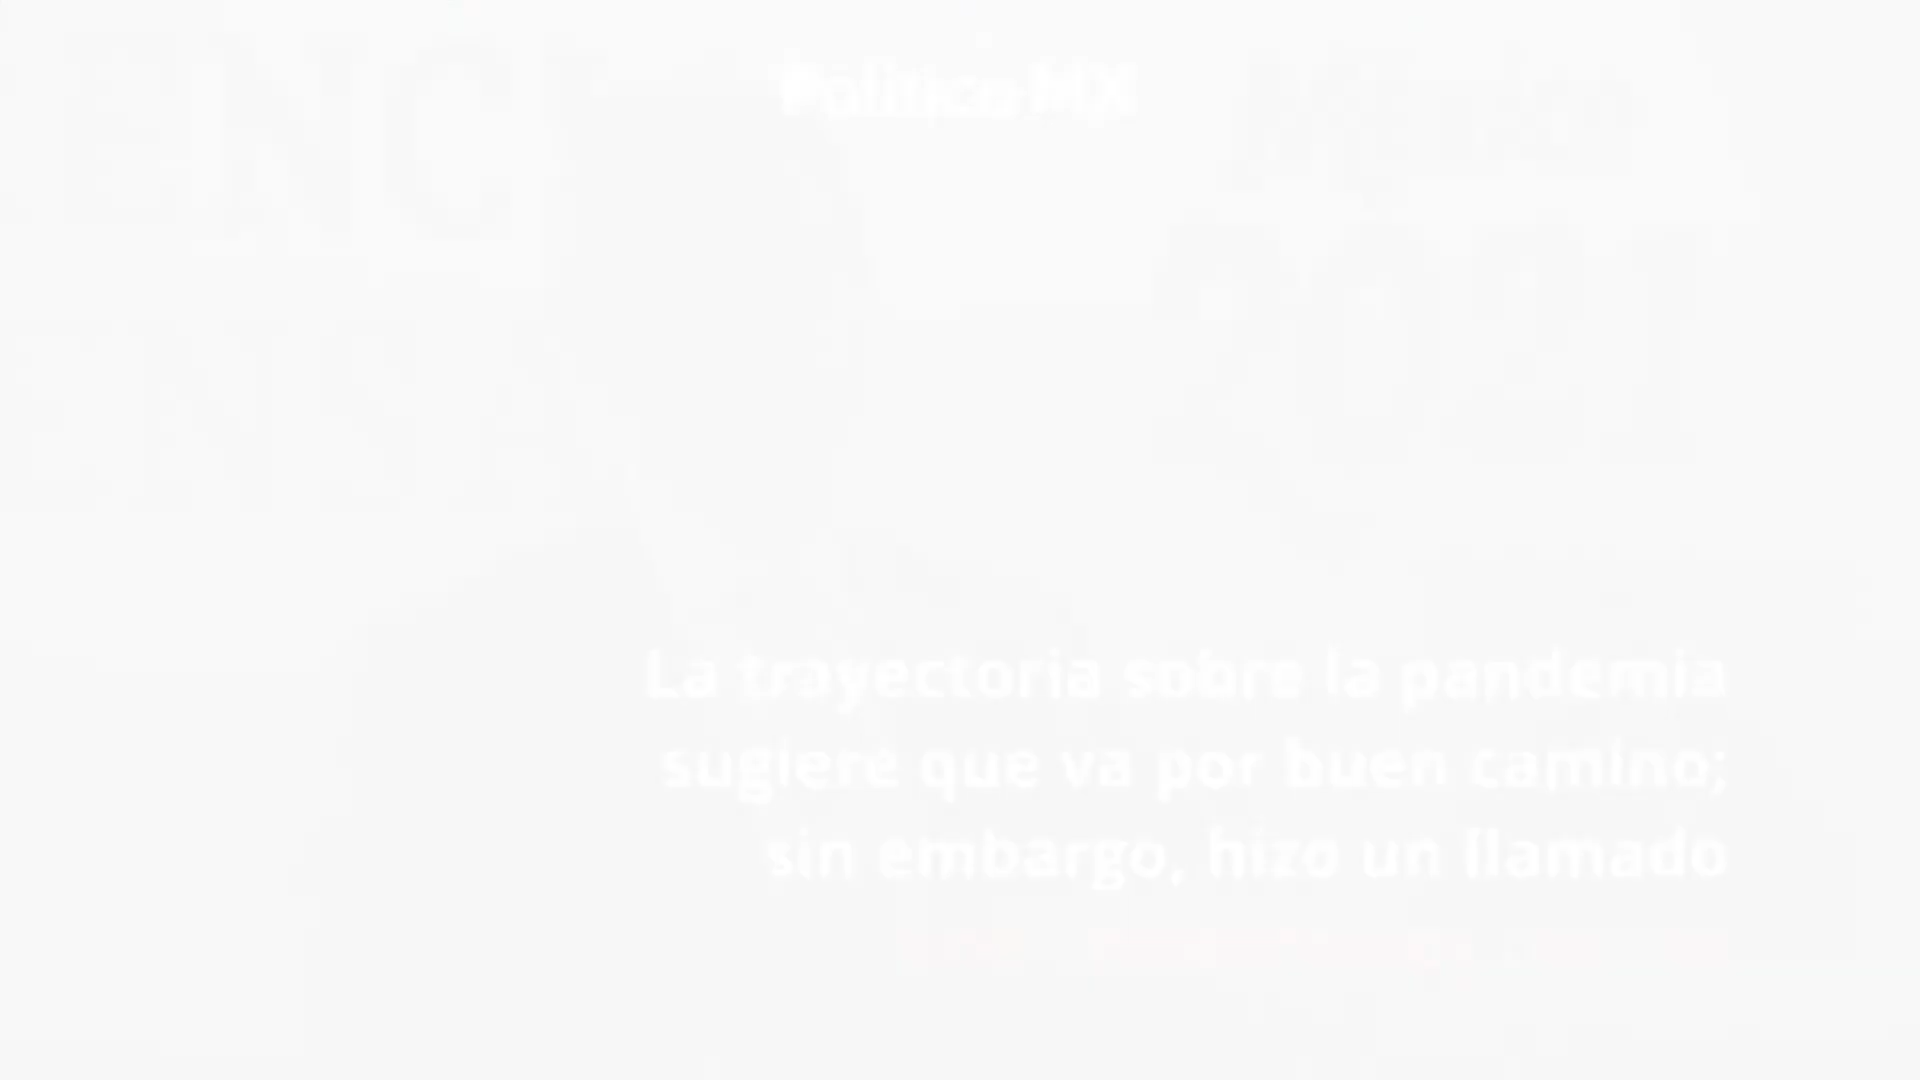 Político MX
La trayectoria sobre la pandemia
sugiere que va por buen camino;
sin embargo, hizo un llamado